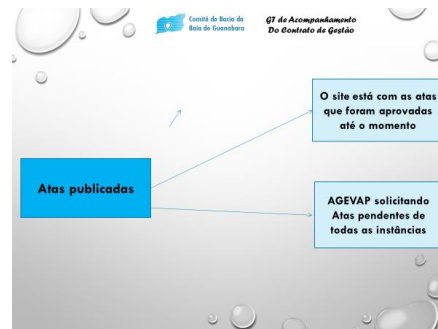 Comitê da Bacia da
Baía de Guanabara
GT de Acompanhamento
Do Contrato de Gestão
O site está com as atas
que foram aprovadas
até o momento
Atas publicadas
AGEVAP solicitando
Atas pendentes de
todas as instâncias